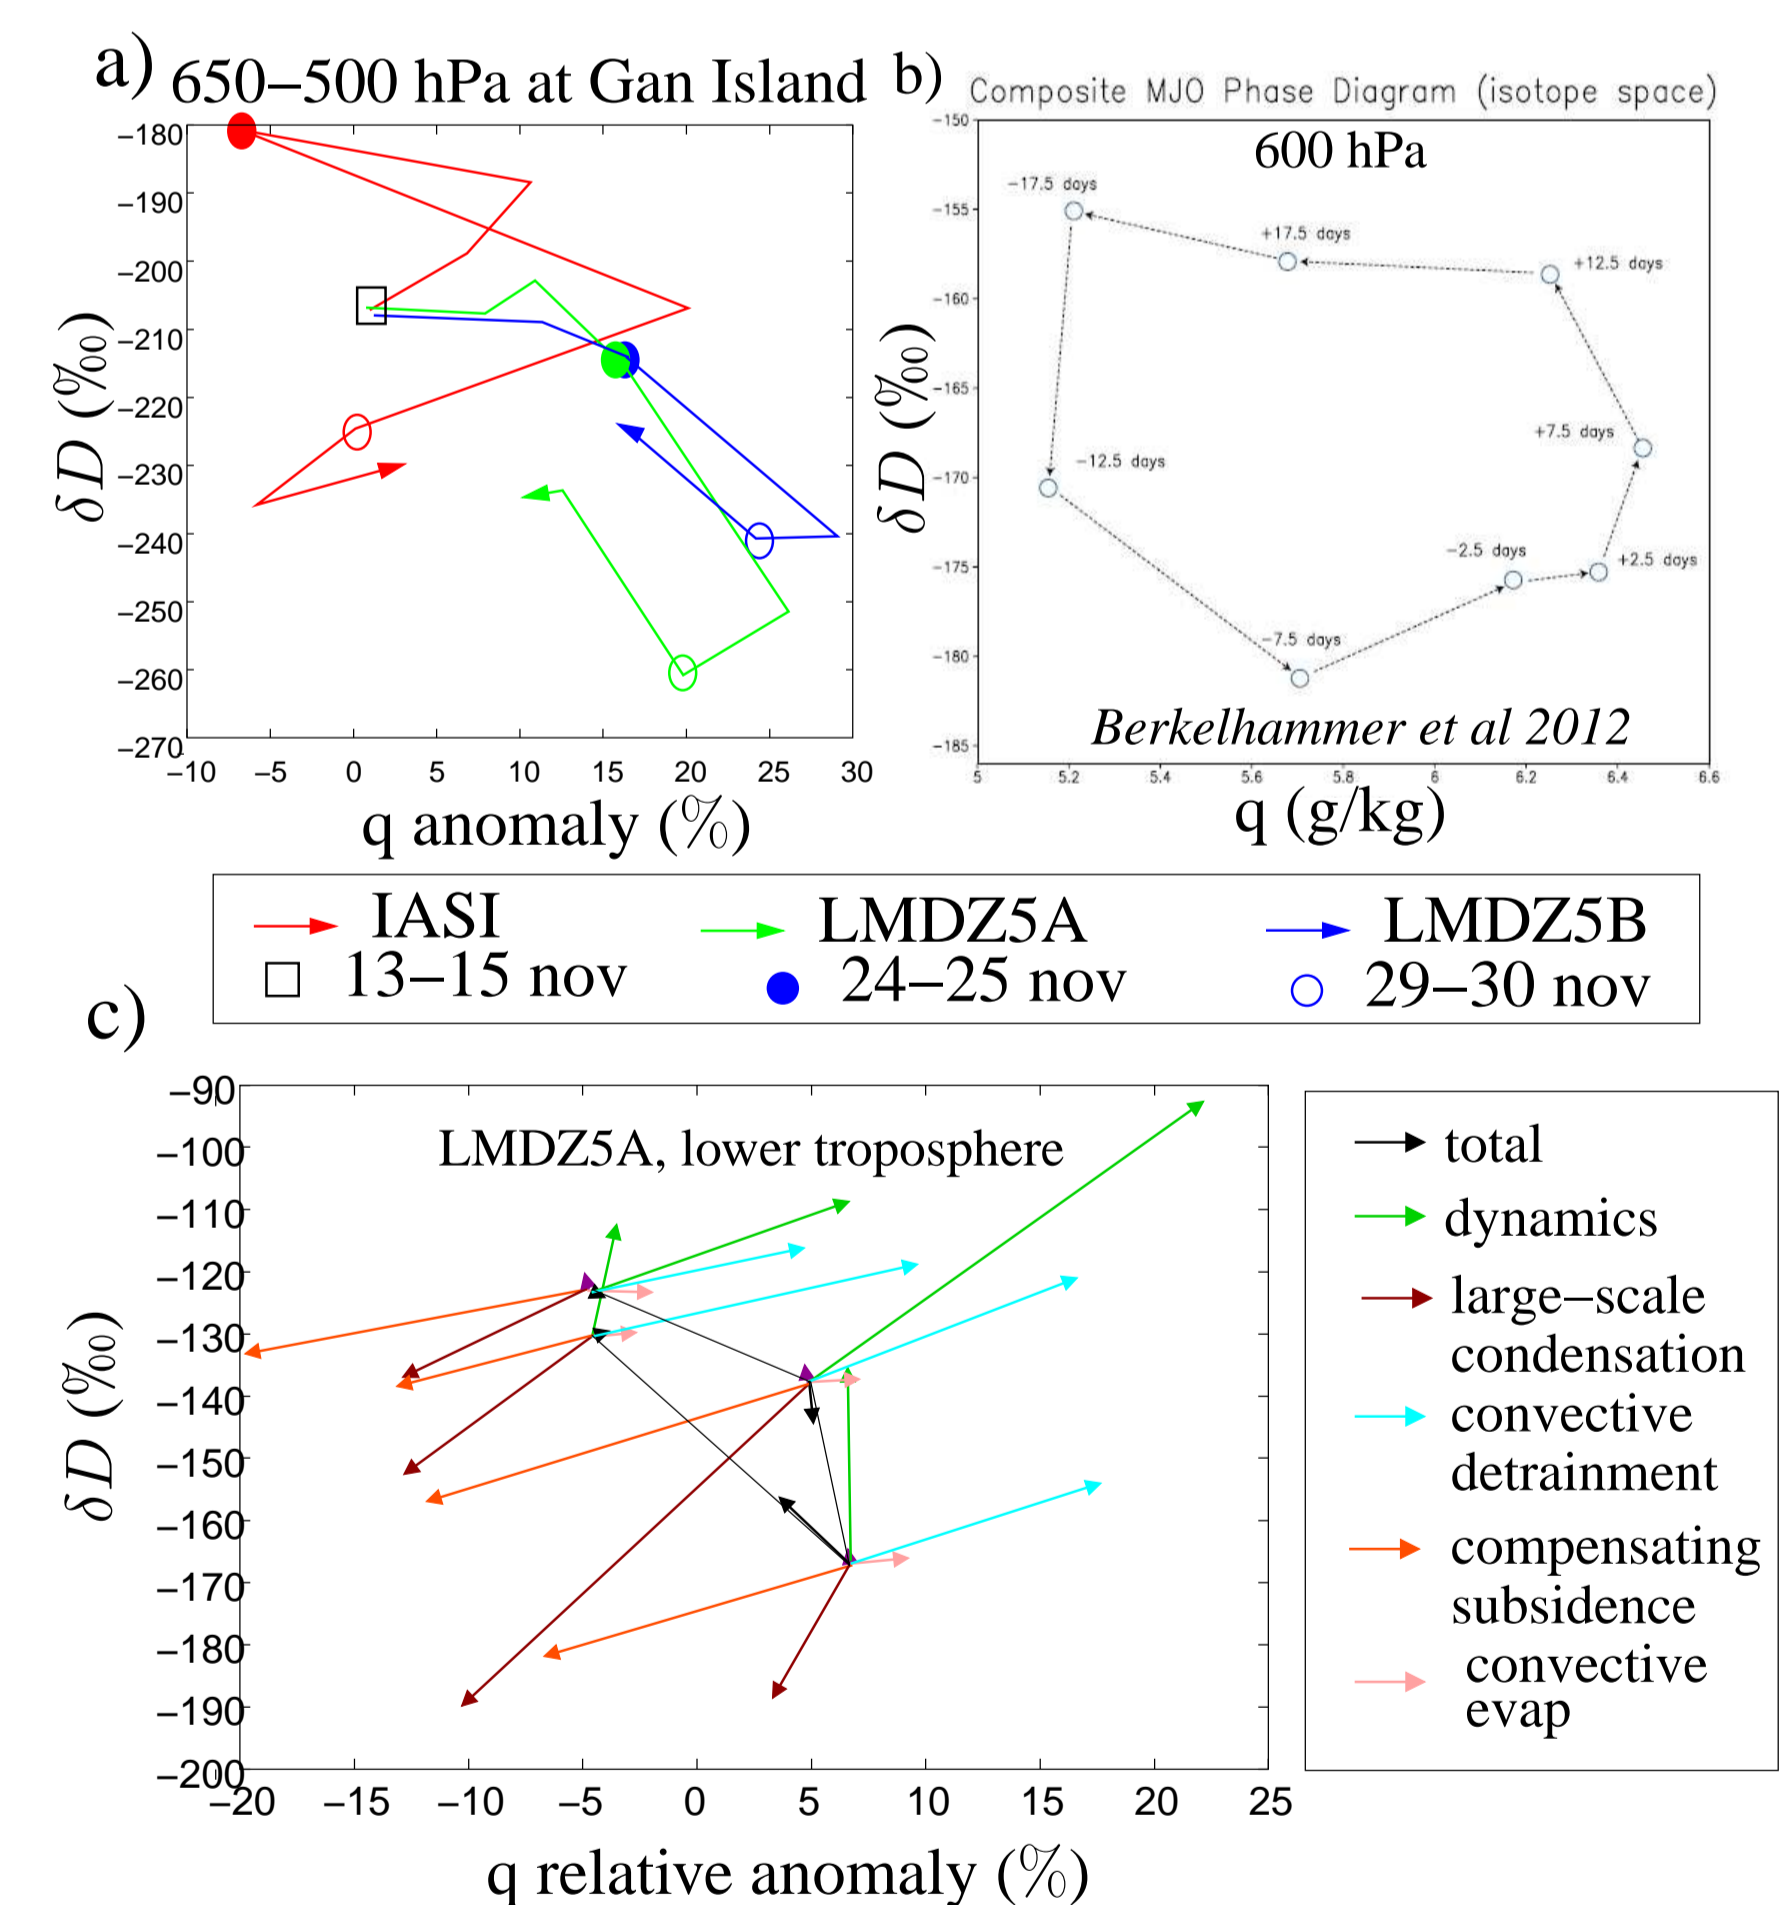 a) 650–500 hPa at Gan Island
−180
−190
−200
−210
−220
−230
−240
−250
−260
−270
δD (‰)
−10 −5 0 5 10 15 20 25 30
q anomaly (%)
b) Composite MJO Phase Diagram (isotope space)
600 hPa
−150
−155
−160
−165
−170
−175
−180
−185
δD (‰)
−17.5 days
+17.5 days
+12.5 days
+7.5 days
−12.5 days
−2.5 days
+2.5 days
−7.5 days
Berkelhammer et al 2012
5 5.2 5.4 5.6 5.8 6 6.2 6.4 6.6
q (g/kg)
IASI LMDZ5A LMDZ5B
13–15 nov 24–25 nov 29–30 nov
c)
LMDZ5A, lower troposphere
−90
−100
−110
−120
−130
−140
−150
−160
−170
−180
−190
−200
δD (‰)
−20 −15 −10 −5 0 5 10 15 20 25
q relative anomaly (%)
total
dynamics
large−scale
condensation
convective
detrainment
compensating
subsidence
convective
evap